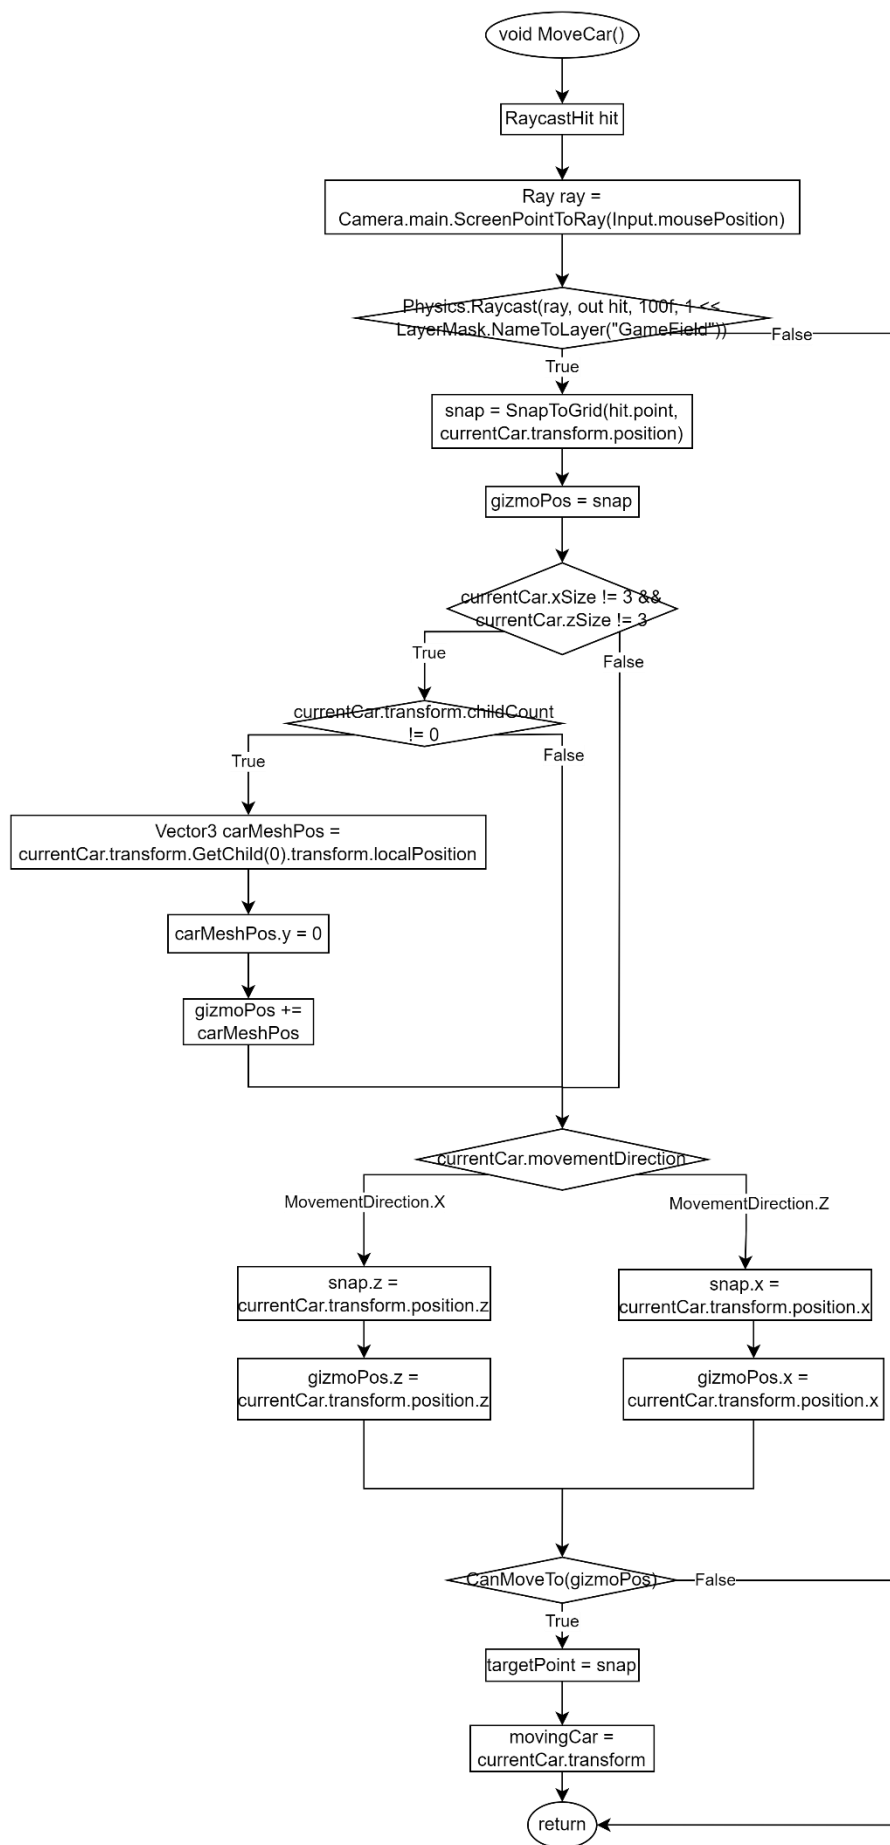 void MoveCar()
RaycastHit hit
Ray ray =
Camera.main.ScreenPointToRay(Input.mousePosition)
Physics.Raycast(ray, out hit, 100f, 1 <<
LayerMask.NameToLayer("GameField"))
False
True
snap = SnapToGrid(hit.point,
currentCar.transform.position)
gizmoPos = snap
currentCar.xSize != 3 &&
currentCar.zSize != 3
True
False
currentCar.transform.childCount
!= 0
True
False
Vector3 carMeshPos =
currentCar.transform.GetChild(0).transform.localPosition
carMeshPos.y = 0
gizmoPos +=
carMeshPos
currentCar.movementDirection
MovementDirection.X
MovementDirection.Z
snap.z =
currentCar.transform.position.z
snap.x =
currentCar.transform.position.x
gizmoPos.z =
currentCar.transform.position.z
gizmoPos.x =
currentCar.transform.position.x
CanMoveTo(gizmoPos)
False
True
targetPoint = snap
movingCar =
currentCar.transform
return